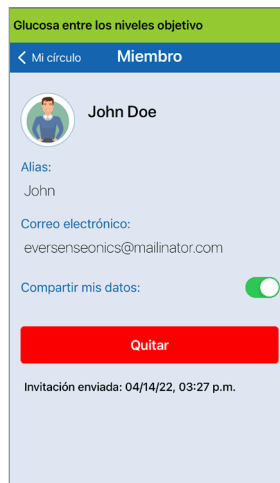 Glucosa entre los niveles objetivo
Mi círculo Miembro
John Doe
Alias:
John
Correo electrónico:
eversenseonics@mailinator.com
Compartir mis datos:
Quitar
Invitación enviada: 04/14/22, 03:27 p.m.